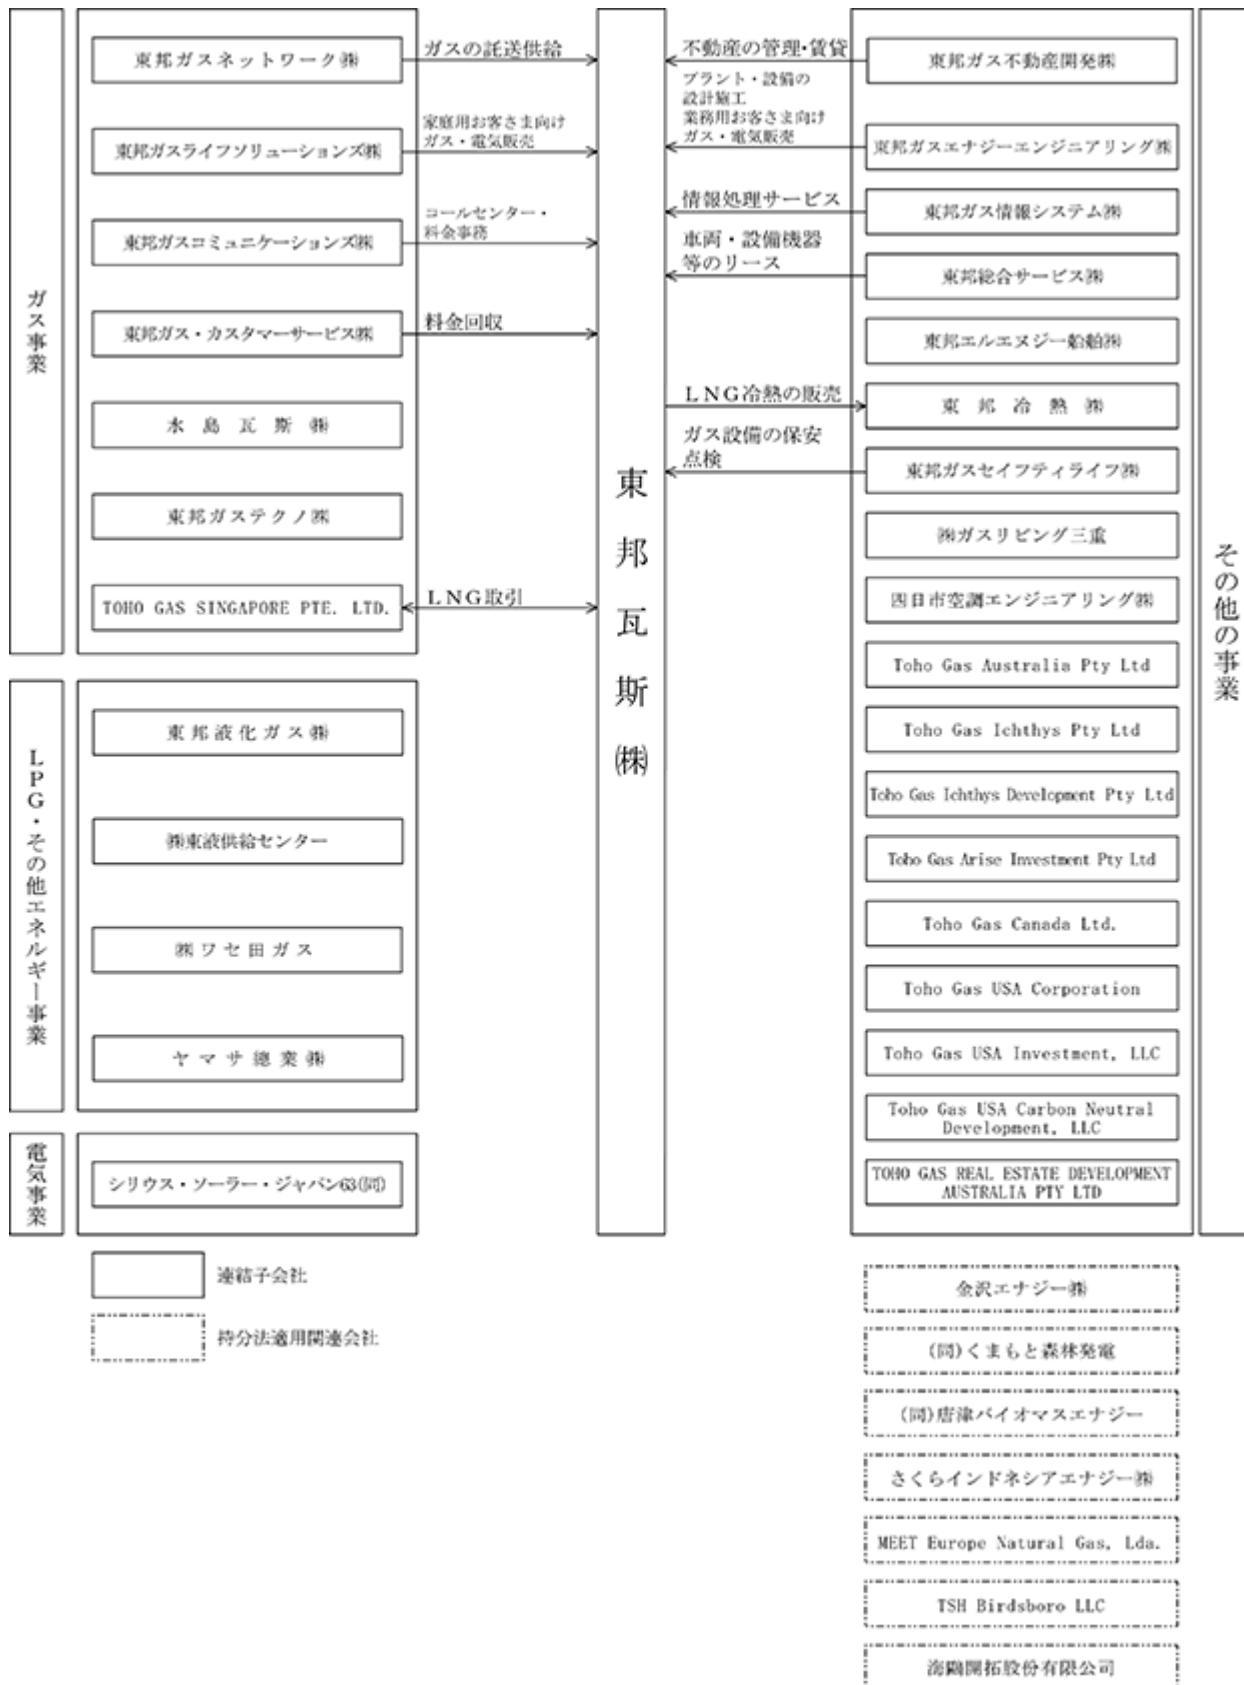 ガス事業
東邦ガスネットワーク㈱
ガスの託送供給
東邦ガスライフソリューションズ㈱
家庭用お客さま向け
ガス・電気販売
東邦ガスコミュニケーションズ㈱
コールセンター・
料金事務
東邦ガス・カスタマーサービス㈱
料金回収
水島瓦斯㈱
東邦ガステクノ㈱
TOHO GAS SINGAPORE PTE. LTD.
LNG取引
LPG・その他エネルギー事業
東邦液化ガス㈱
㈱東液供給センター
㈱ワセ田ガス
ヤマサ總業㈱
電気事業
シリウス・ソーラー・ジャパン63(同)
連結子会社
持分法適用関連会社
東邦瓦斯㈱
不動産の管理・賃貸
東邦ガス不動産開発㈱
プラント・設備の
設計施工
業務用お客さま向け
ガス・電気販売
東邦ガスエナジーエンジニアリング㈱
情報処理サービス
東邦ガス情報システム㈱
車両・設備機器
等のリース
東邦総合サービス㈱
東邦エルエヌジー船舶㈱
LNG冷熱の販売
東邦冷熱㈱
ガス設備の保安
点検
東邦ガスセイフティライフ㈱
㈱ガスリビング三重
四日市空調エンジニアリング㈱
Toho Gas Australia Pty Ltd
Toho Gas Ichthys Pty Ltd
Toho Gas Ichthys Development Pty Ltd
Toho Gas Arise Investment Pty Ltd
Toho Gas Canada Ltd.
Toho Gas USA Corporation
Toho Gas USA Investment, LLC
Toho Gas USA Carbon Neutral
Development, LLC
TOHO GAS REAL ESTATE DEVELOPMENT
AUSTRALIA PTY LTD
その他の事業
金沢エナジー㈱
(同)くまもと森林発電
(同)唐津バイオマスエナジー
さくらインドネシアエナジー㈱
MEET Europe Natural Gas, Lda.
TSH Birdsboro LLC
海鷗開拓股份有限公司